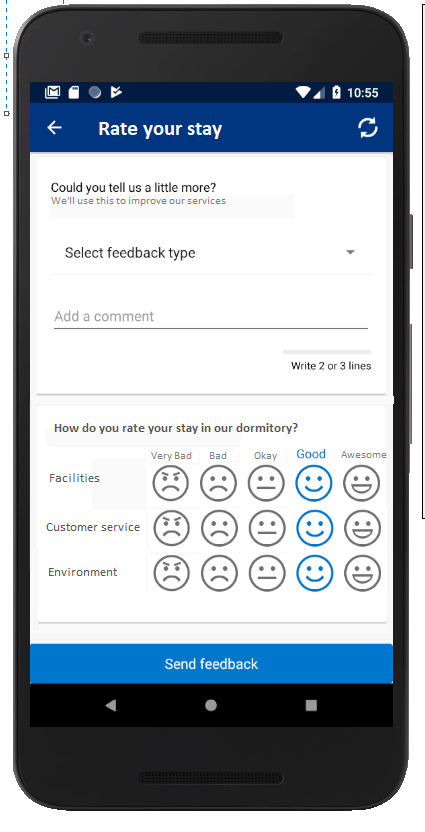 10:55
Rate your stay
Could you tell us a little more?
We'll use this to improve our services
Select feedback type
Add a comment
Write 2 or 3 lines
How do you rate your stay in our dormitory?
Very Bad Bad Okay Good Awesome
Facilities
Customer service
Environment
Send feedback